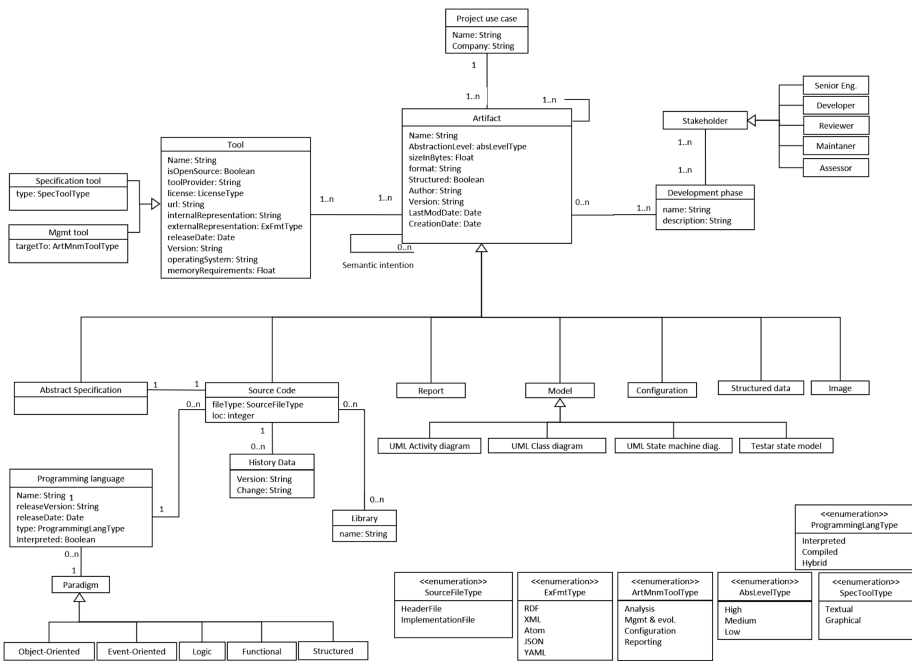 Project use case
Name: String
Company: String
1
1..n
1..n
Artifact
Name: String
AbstractionLevel: absLevelType
sizeInBytes: Float
format: String
Structured: Boolean
Author: String
Version: String
LastModDate: Date
CreationDate: Date
0..n
Semantic intention
Tool
Name: String
isOpenSource: Boolean
toolProvider: String
license: LicenseType
url: String
internalRepresentation: String
externalRepresentation: ExFmtType
releaseDate: Date
Version: String
operatingSystem: String
memoryRequirements: Float
1..n
1..n
Specification tool
type: SpecToolType
Mgmt tool
targetTo: ArtMnmToolType
Stakeholder
1..n
1..n
Senior Eng.
Developer
Reviewer
Maintaner
Assessor
Development phase
name: String
description: String
0..n
1..n
Abstract Specification
1
1
Source Code
fileType: SourceFileType
loc: integer
0..n
0..n
1
0..n
History Data
Version: String
Change: String
Report
Model
Configuration
Structured data
Image
UML Activity diagram
UML Class diagram
UML State machine diag.
Testar state model
Programming language
Name: String
1
releaseVersion: String
releaseDate: Date
type: ProgrammingLangType
Interpreted: Boolean
1
0..n
1
Paradigm
Object-Oriented
Event-Oriented
Logic
Functional
Structured
0..n
Library
name: String
<<enumeration>>
ProgrammingLangType
Interpreted
Compiled
Hybrid
<<enumeration>>
SourceFileType
HeaderFile
ImplementationFile
<<enumeration>>
ExFmtType
RDF
XML
Atom
JSON
YAML
<<enumeration>>
ArtMnmToolType
Analysis
Mgmt & evol.
Configuration
Reporting
<<enumeration>>
AbsLevelType
High
Medium
Low
<<enumeration>>
SpecToolType
Textual
Graphical